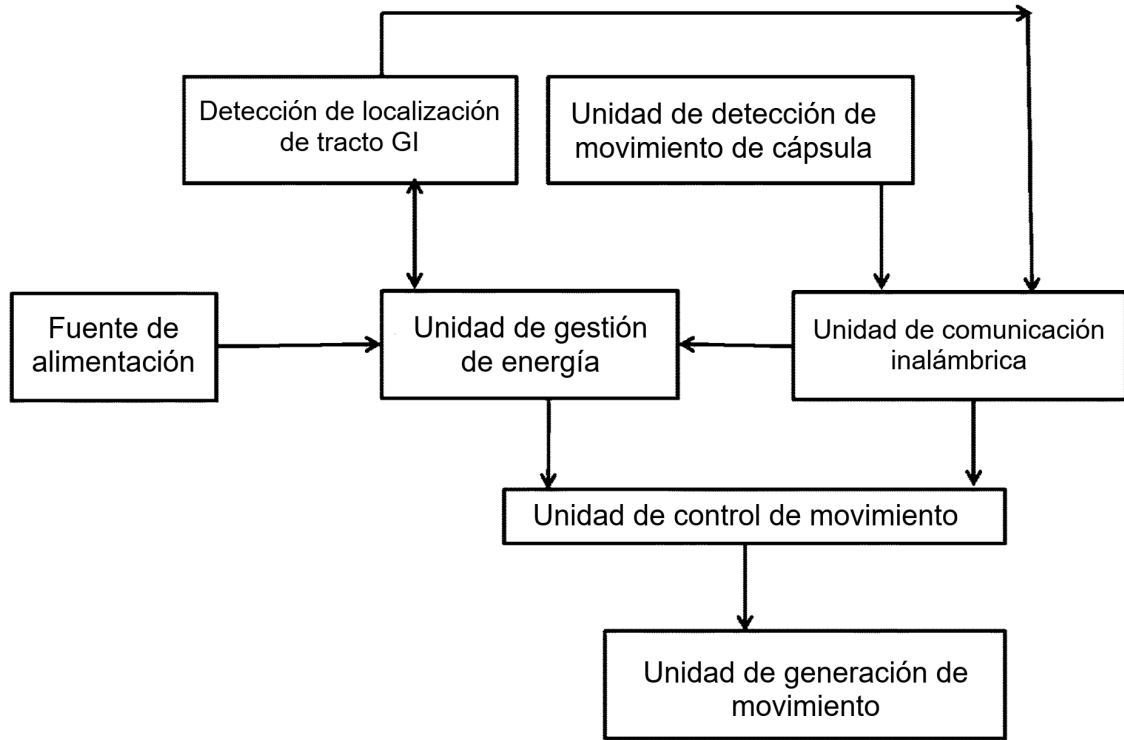 Detección de localización
de tracto GI
Unidad de detección de
movimiento de cápsula
Fuente de
alimentación
Unidad de gestión
de energía
Unidad de comunicación
inalámbrica
Unidad de control de movimiento
Unidad de generación de
movimiento